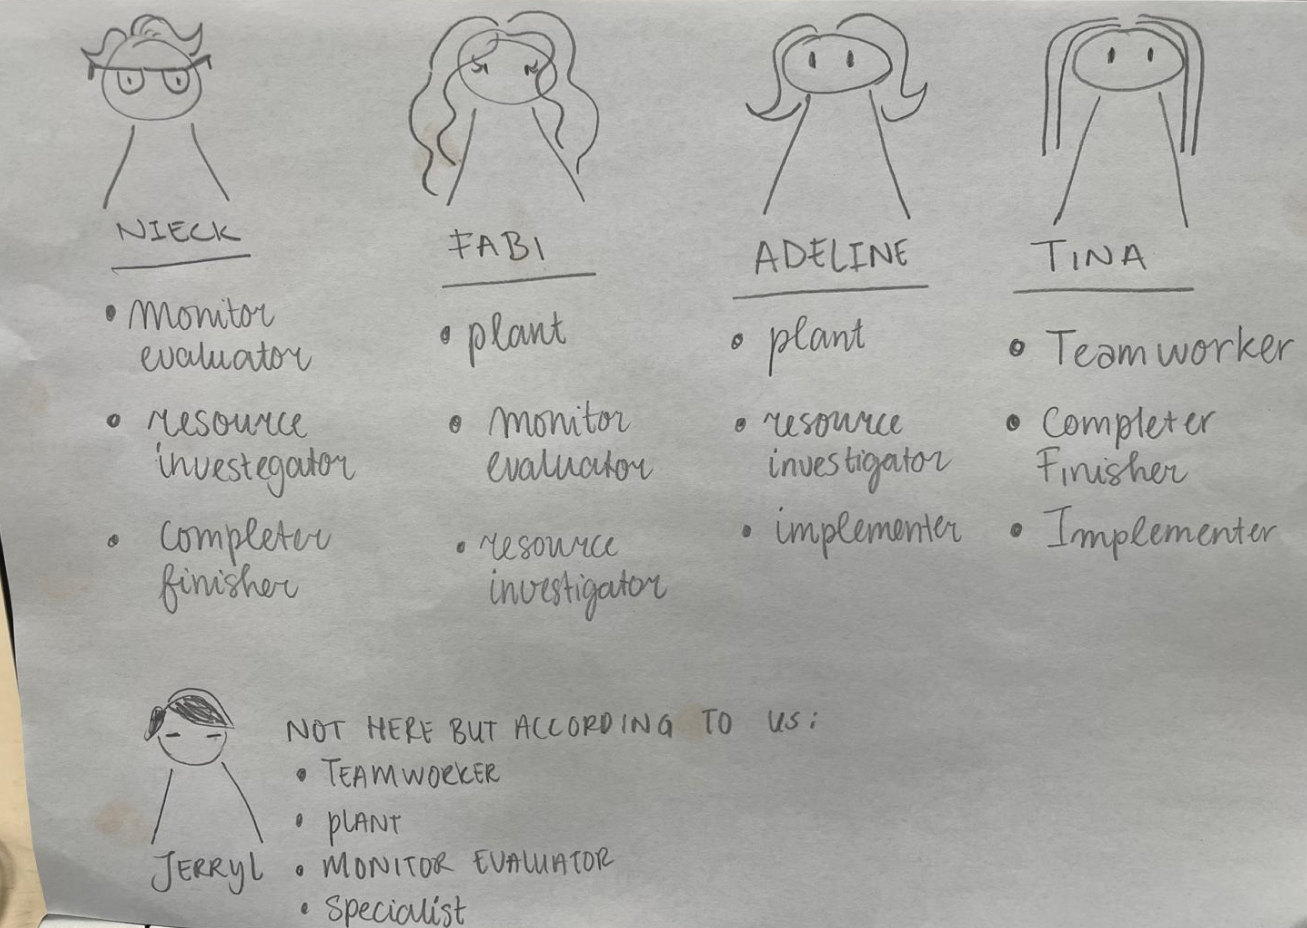 NIECK
• Monitor
evaluator
• resource
investegator
• completer
finisher
FABI
• plant
• monitor
evaluator
• resource
investigator
ADELINE
• plant
• resource
investigator
• implementer
TINA
• Teamworker
• Completer
Finisher
• Implementer
JERRYL
NOT HERE BUT ACCORDING TO US:
• TEAMWORKER
• PLANT
• MONITOR EVALUATOR
• Specialist